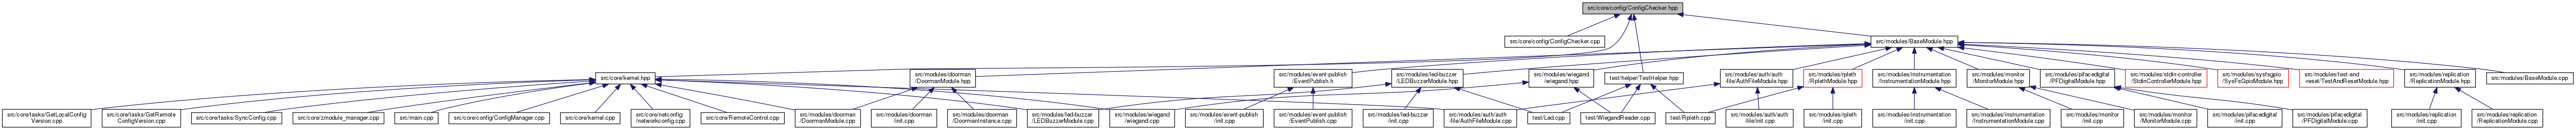 src/core/config/ConfigChecker.hpp
src/core/config/ConfigChecker.cpp
src/modules/BaseModule.hpp
src/core/kernel.hpp
src/modules/doorman
/DoormanModule.hpp
src/modules/event-publish
/EventPublish.h
src/modules/led-buzzer
/LEDBuzzerModule.hpp
src/modules/wiegand
/wiegand.hpp
test/helper/TestHelper.hpp
src/modules/auth/auth
-file/AuthFileModule.hpp
src/modules/rpleth
/RplethModule.hpp
src/modules/instrumentation
/InstrumentationModule.hpp
src/modules/monitor
/MonitorModule.hpp
src/modules/pifacedigital
/PFDigitalModule.hpp
src/modules/stdin-controller
/StdinControllerModule.hpp
src/modules/sysfsgpio
/SysFsGpioModule.hpp
src/modules/test-and
-reset/TestAndResetModule.hpp
src/modules/replication
/ReplicationModule.hpp
src/modules/BaseModule.cpp
src/core/tasks/GetLocalConfig
Version.cpp
src/core/tasks/GetRemote
ConfigVersion.cpp
src/core/tasks/SyncConfig.cpp
src/core/zmodule_manager.cpp
src/main.cpp
src/core/config/ConfigManager.cpp
src/core/kernel.cpp
src/core/netconfig
/networkconfig.cpp
src/core/RemoteControl.cpp
src/modules/doorman
/DoormanModule.cpp
src/modules/doorman
/init.cpp
src/modules/doorman
/DoormanInstance.cpp
src/modules/led-buzzer
/LEDBuzzerModule.cpp
src/modules/wiegand
/wiegand.cpp
src/modules/event-publish
/init.cpp
src/modules/event-publish
/EventPublish.cpp
src/modules/led-buzzer
/init.cpp
src/modules/auth/auth
-file/AuthFileModule.cpp
test/Led.cpp
test/WiegandReader.cpp
test/Rpleth.cpp
src/modules/auth/auth
-file/init.cpp
src/modules/rpleth
/init.cpp
src/modules/instrumentation
/init.cpp
src/modules/instrumentation
/InstrumentationModule.cpp
src/modules/monitor
/init.cpp
src/modules/monitor
/MonitorModule.cpp
src/modules/pifacedigital
/init.cpp
src/modules/pifacedigital
/PFDigitalModule.cpp
src/modules/replication
/init.cpp
src/modules/replication
/ReplicationModule.cpp